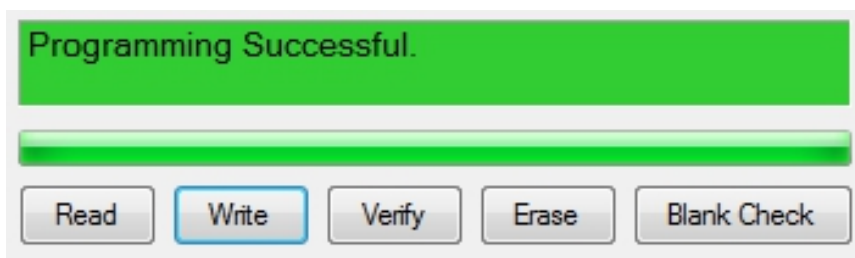 Programming Successful.
Read Write Verify Erase Blank Check